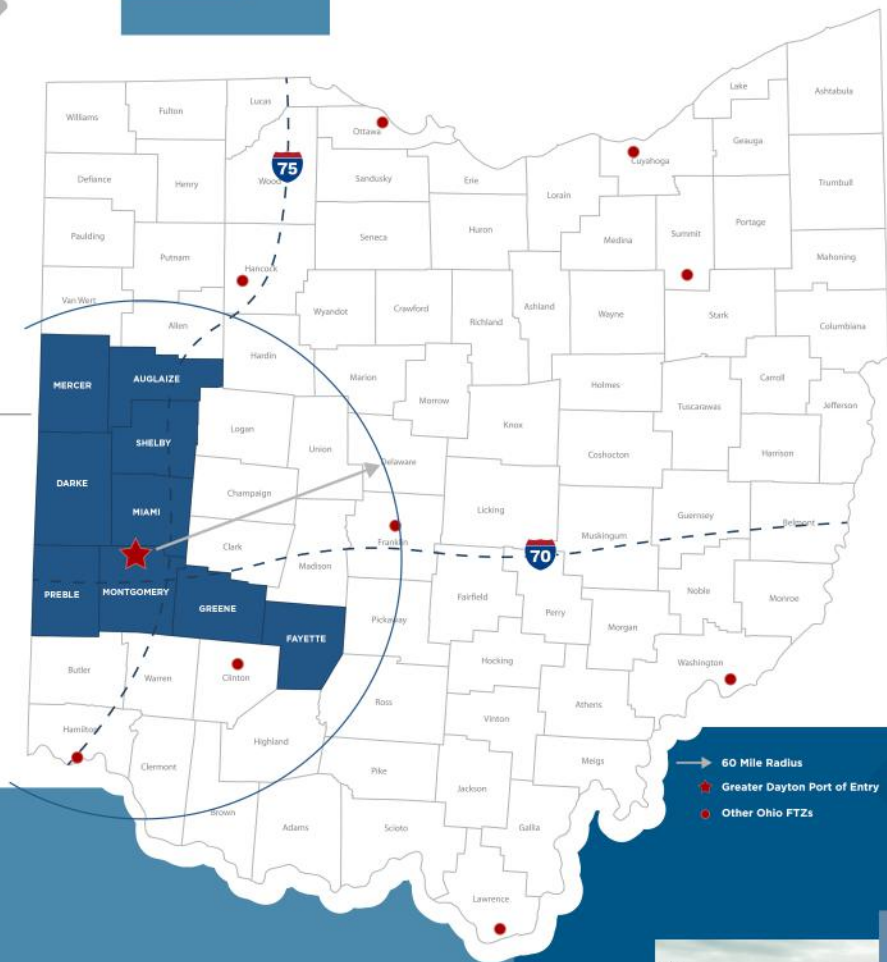 Lake
Ashtabula
Williams
Fulton
Lucas
Ottawa
Cuyahoga
Geauga
75
Defiance
Henry
Wood
Sandusky
Erie
Lorain
Trumbull
Paulding
Putnam
Hancock
Seneca
Huron
Medina
Summit
Portage
Mahoning
Van Wert
Allen
Wyandot
Crawford
Richland
Ashland
Wayne
Stark
Columbiana
Hardin
MERCER
AUGLAIZE
Marion
Morrow
Holmes
Carroll
Tuscarawas
Jefferson
Logan
Union
Knox
SHELBY
Delaware
Coshocton
Harrison
DARKE
Champaign
MIAMI
Licking
Guernsey
Belmont
Clark
Franklin
Muskingum
70
Madison
PREBLE
MONTGOMERY
GREENE
Fairfield
Perry
Noble
Monroe
Morgan
Pickaway
FAYETTE
Butler
Warren
Clinton
Hocking
Washington
Ross
Athens
Vinton
Hamilton
Highland
Clermont
Meigs
Pike
Jackson
Brown
Adams
Scioto
Gallia
Lawrence
60 Mile Radius
Greater Dayton Port of Entry
Other Ohio FTZs